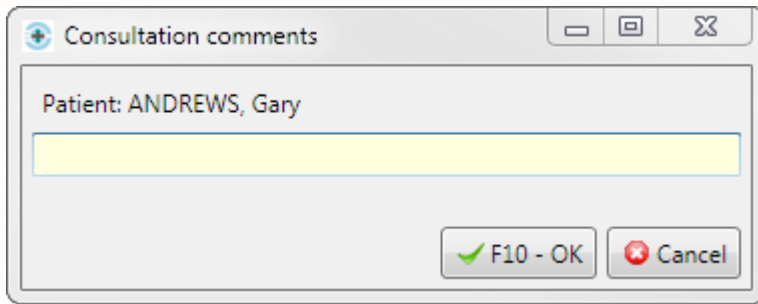 Consultation comments
Patient: ANDREWS, Gary
F10 - OK Cancel